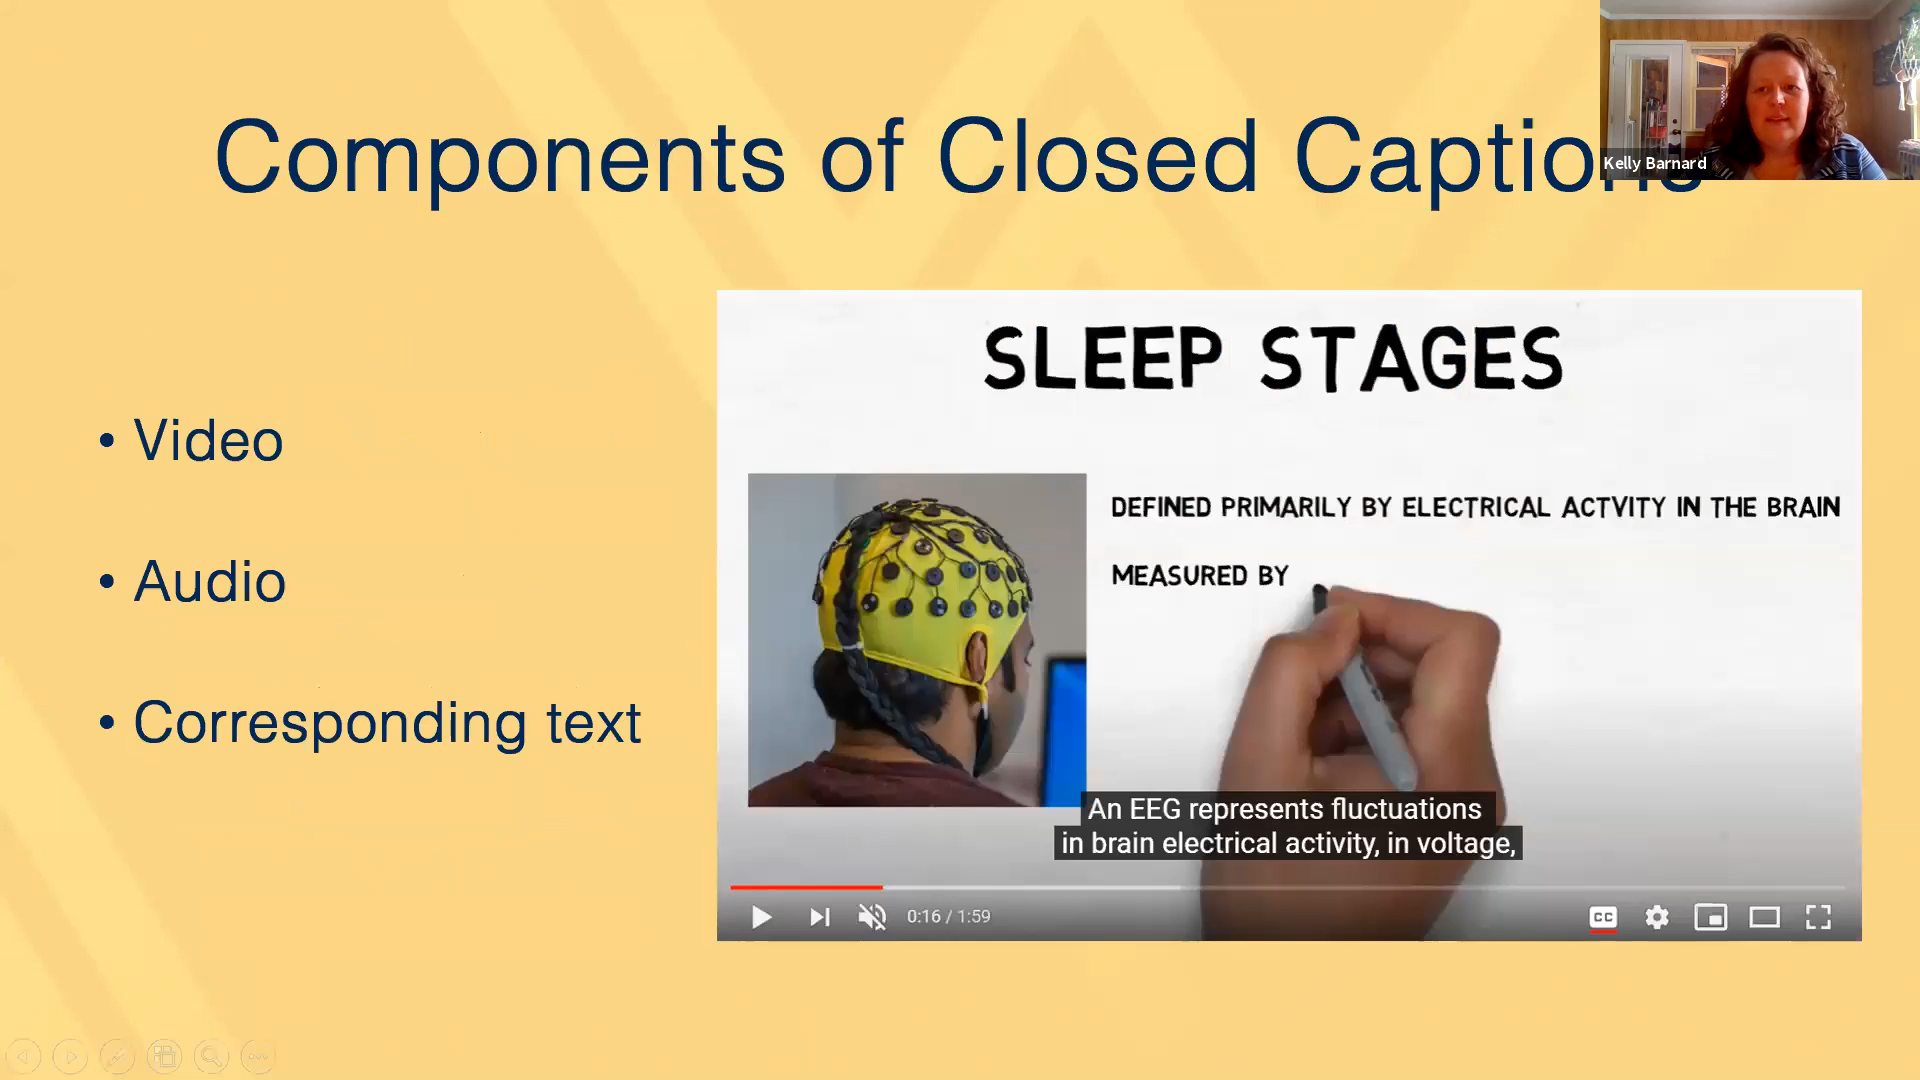 Components of Closed Captions
Kelly Barnard
• Video
• Audio
• Corresponding text
SLEEP STAGES
DEFINED PRIMARILY BY ELECTRICAL ACTVITY IN THE BRAIN
MEASURED BY
An EEG represents fluctuations
in brain electrical activity, in voltage,
0:16 / 1:59
CC